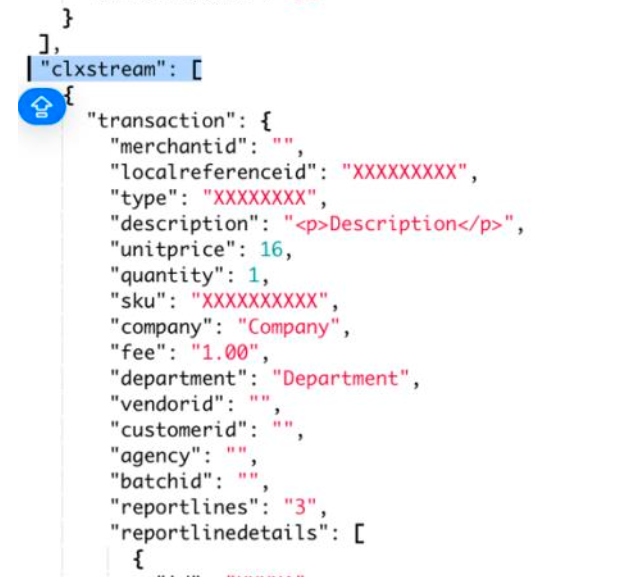 }
],
"clxstream": [
{
"transaction": {
"merchantid": "",
"localreferenceid": "XXXXXXXXX",
"type": "XXXXXXXX",
"description": "<p>Description</p>",
"unitprice": 16,
"quantity": 1,
"sku": "XXXXXXXXXX",
"company": "Company",
"fee": "1.00",
"department": "Department",
"vendorid": "",
"customerid": "",
"agency": "",
"batchid": "",
"reportlines": "3",
"reportlinedetails": [
{